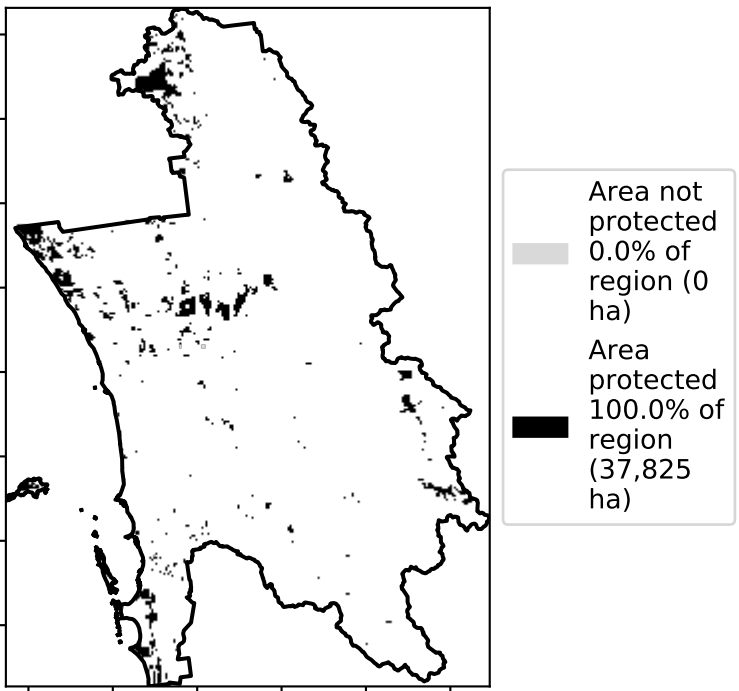 Area not
protected
0.0% of
region (0
ha)
Area
protected
100.0% of
region
(37,825
ha)